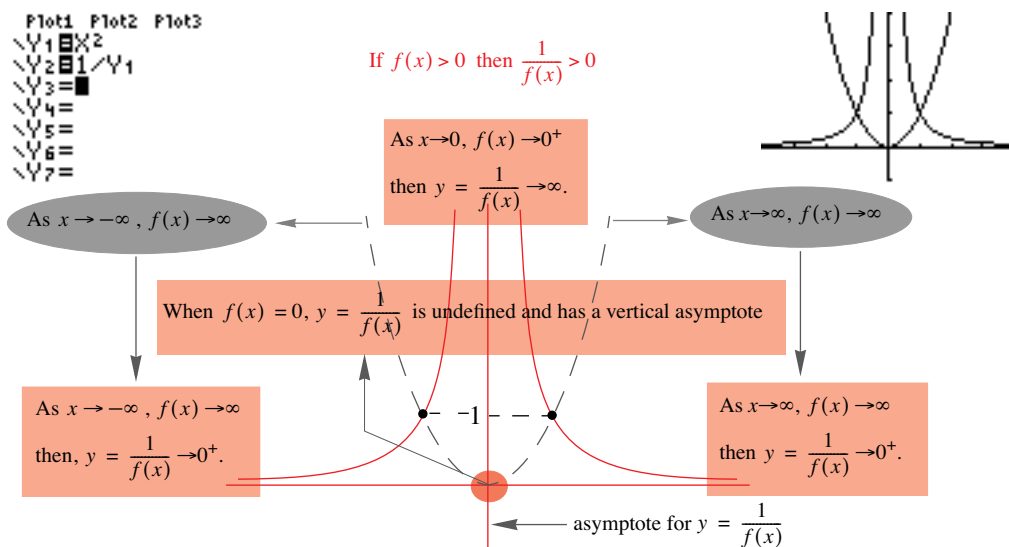 Plot1 Plot2 Plot3
\Y1=X²
\Y2=1/Y1
\Y3=
\Y4=
\Y5=
\Y6=
\Y7=
If f(x) > 0 then 1/f(x) > 0
As x→0, f(x) →0⁺
then y = 1/f(x) →∞.
As x → −∞ , f(x) →∞
As x→∞, f(x) →∞
When f(x) = 0, y = 1/f(x) is undefined and has a vertical asymptote
As x → −∞ , f(x) →∞
then, y = 1/f(x) →0⁺.
1
As x→∞, f(x) →∞
then y = 1/f(x) →0⁺.
asymptote for y = 1/f(x)